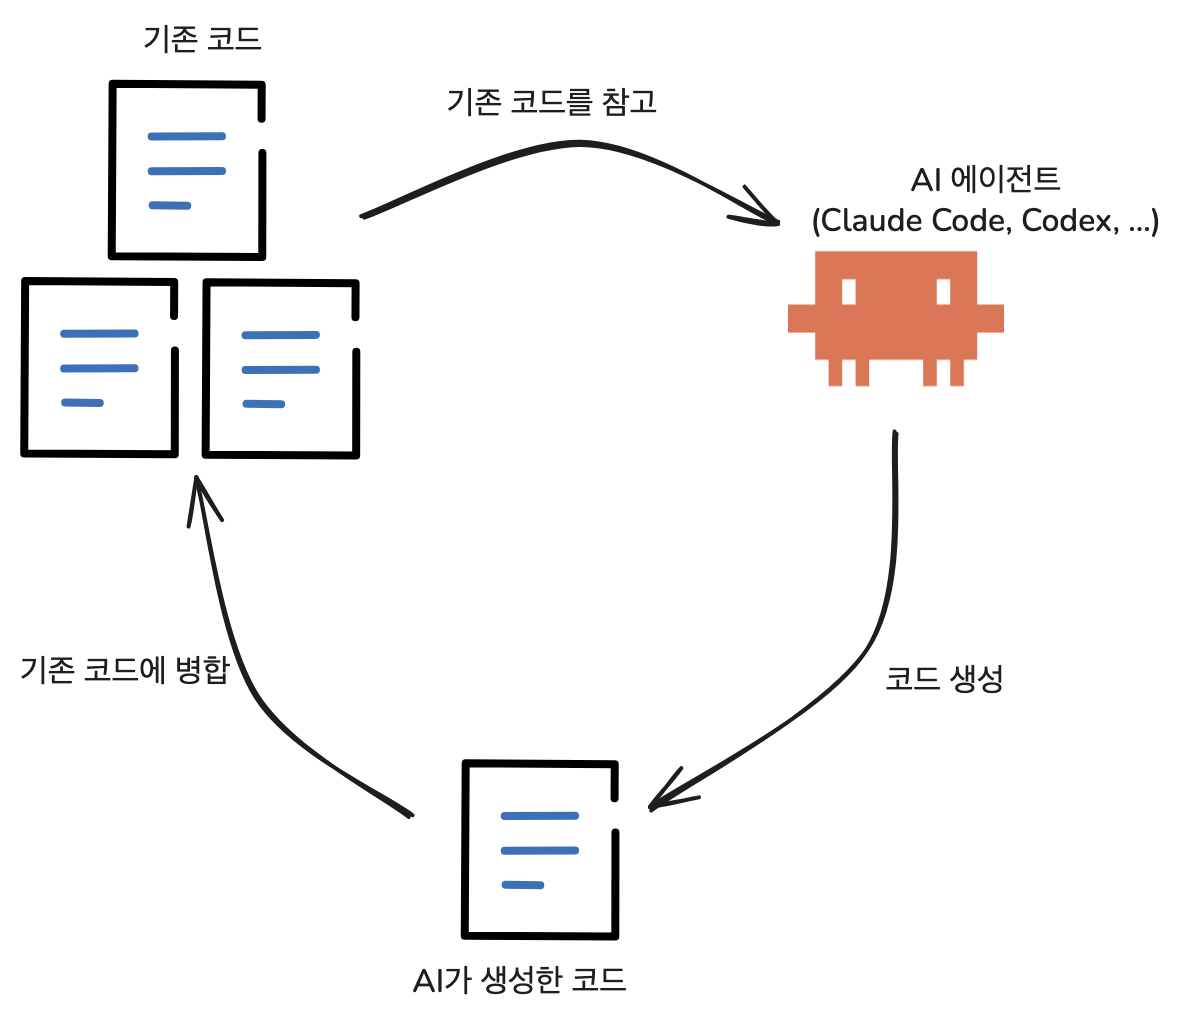 기존 코드
기존 코드를 참고
AI 에이전트
(Claude Code, Codex, ...)
기존 코드에 병합
코드 생성
AI가 생성한 코드